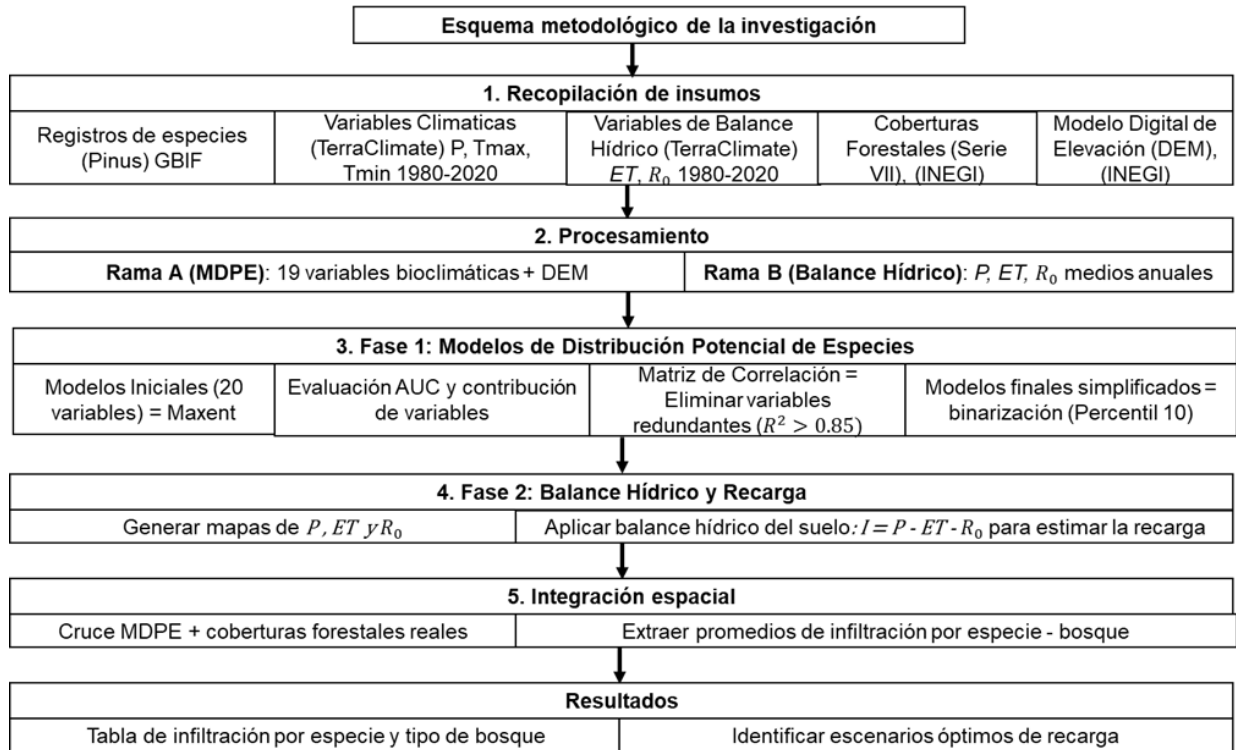 Esquema metodológico de la investigación
1. Recopilación de insumos
Registros de especies
(Pinus) GBIF
Variables Climaticas
(TerraClimate) P, Tmax,
Tmin 1980-2020
Variables de Balance
Hídrico (TerraClimate)
ET, R₀ 1980-2020
Coberturas
Forestales (Serie
VII), (INEGI)
Modelo Digital de
Elevación (DEM),
(INEGI)
2. Procesamiento
Rama A (MDPE): 19 variables bioclimáticas + DEM
Rama B (Balance Hídrico): P, ET, R₀ medios anuales
3. Fase 1: Modelos de Distribución Potencial de Especies
Modelos Iniciales (20
variables) = Maxent
Evaluación AUC y contribución
de variables
Matriz de Correlación =
Eliminar variables
redundantes (R² > 0.85)
Modelos finales simplificados =
binarización (Percentil 10)
4. Fase 2: Balance Hídrico y Recarga
Generar mapas de P, ET y R₀
Aplicar balance hídrico del suelo: I = P - ET - R₀ para estimar la recarga
5. Integración espacial
Cruce MDPE + coberturas forestales reales
Extraer promedios de infiltración por especie - bosque
Resultados
Tabla de infiltración por especie y tipo de bosque
Identificar escenarios óptimos de recarga